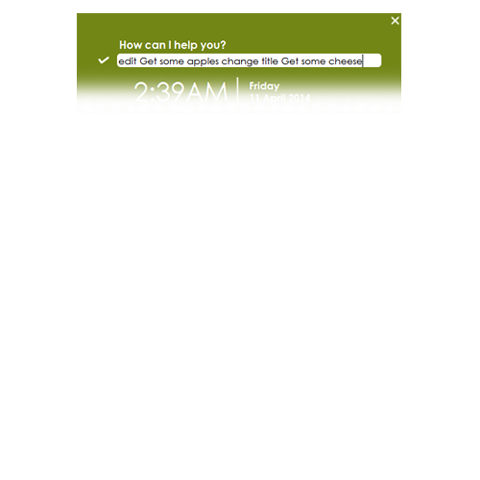 How can I help you?
edit Get some apples change title Get some cheese
2:39AM
Friday
11 April 2014